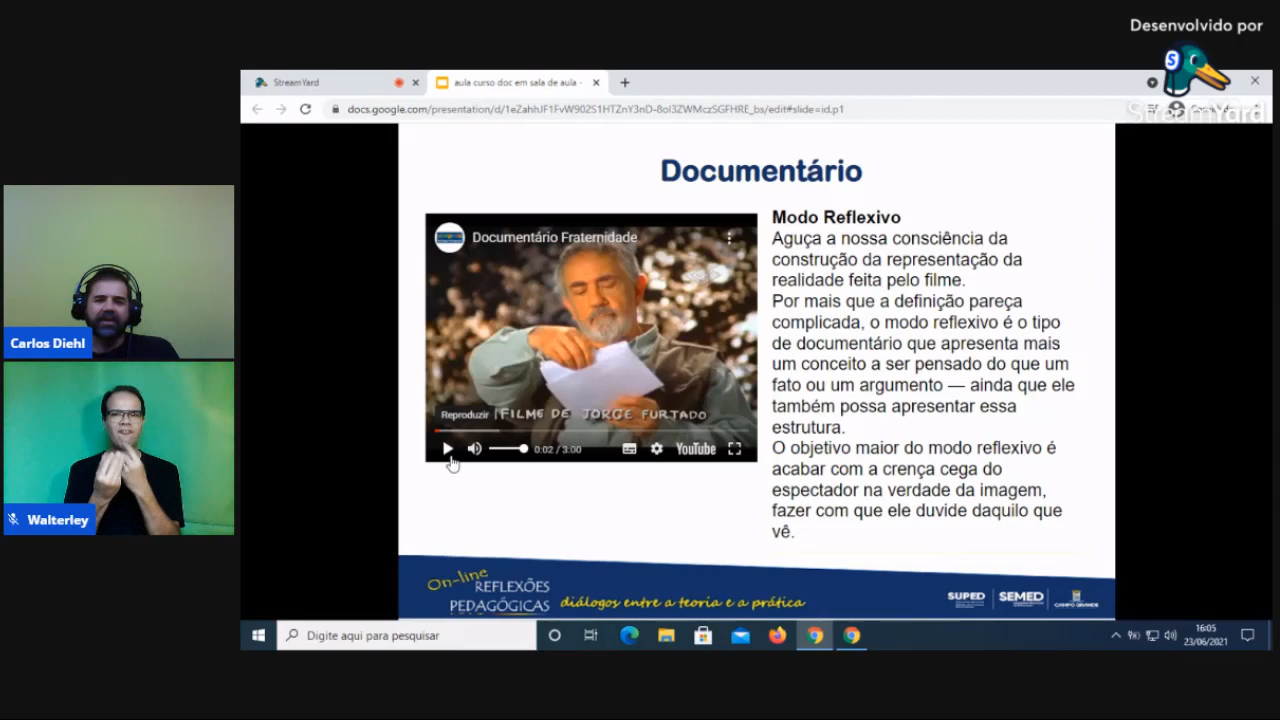 Desenvolvido por
StreamYard
StreamYard
aula curso doc em sala de aula -
docs.google.com/presentation/d/1eZahhJF1FvW902S1HTZnY3nD-8oI3ZWMczSGFHRE_bs/edit#slide=id.p1
Documentário
Documentário Fraternidade
Reproduzir
FILME DE JORGE FURTADO
0:02 / 3:00
YouTube
Modo Reflexivo
Aguça a nossa consciência da
construção da representação da
realidade feita pelo filme.
Por mais que a definição pareça
complicada, o modo reflexivo é o tipo
de documentário que apresenta mais
um conceito a ser pensado do que um
fato ou um argumento — ainda que ele
também possa apresentar essa
estrutura.
O objetivo maior do modo reflexivo é
acabar com a crença cega do
espectador na verdade da imagem,
fazer com que ele duvide daquilo que
vê.
Carlos Diehl
Walterley
On-line
REFLEXÕES
PEDAGÓGICAS
diálogos entre a teoria e a prática
SUPED
SEMED
CAMPO GRANDE
Digite aqui para pesquisar
16:05
23/06/2021